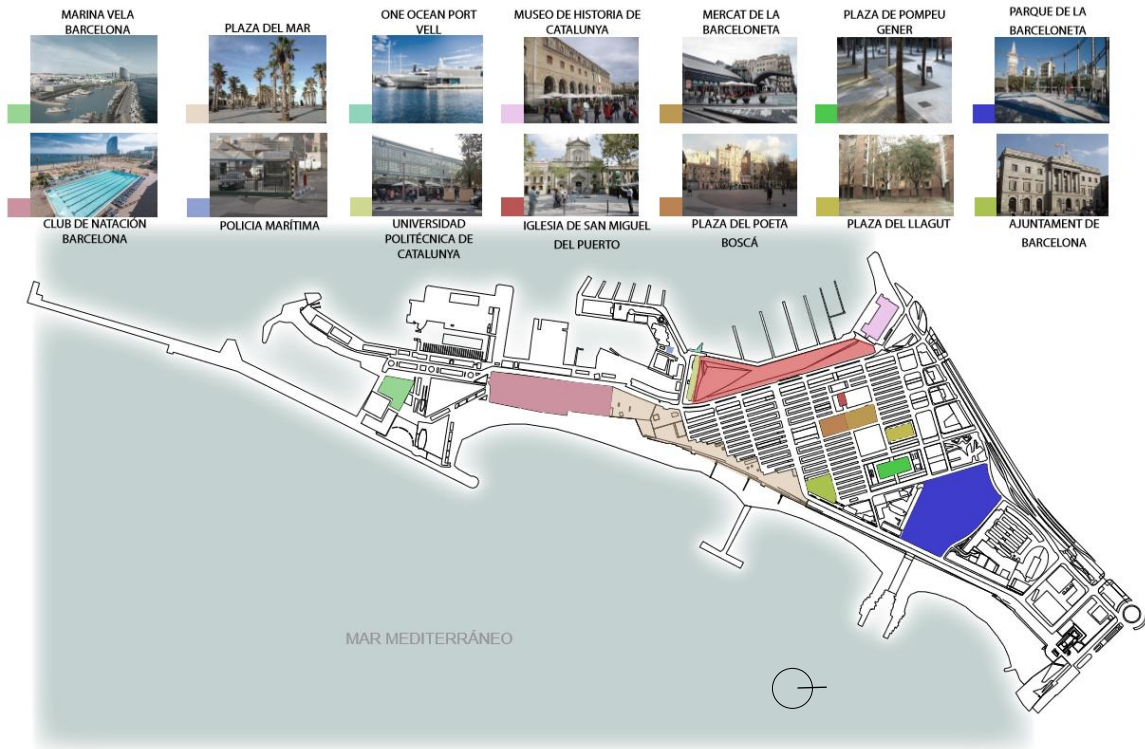 MARINA VELA
BARCELONA
PLAZA DEL MAR
ONE OCEAN PORT
VELL
MUSEO DE HISTORIA DE
CATALUNYA
MERCAT DE LA
BARCELONETA
PLAZA DE POMPEU
GENER
PARQUE DE LA
BARCELONETA
CLUB DE NATACIÓN
BARCELONA
POLICIA MARÍTIMA
UNIVERSIDAD
POLITÉCNICA DE
CATALUNYA
IGLESIA DE SAN MIGUEL
DEL PUERTO
PLAZA DEL POETA
BOSCÁ
PLAZA DEL LLAGUT
AJUNTAMENT DE
BARCELONA
MAR MEDITERRÁNEO